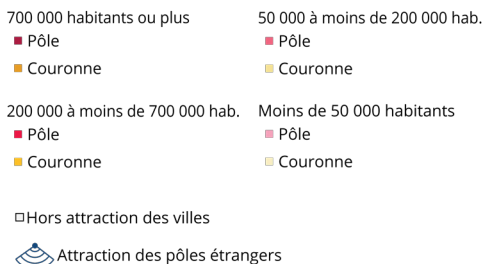 700 000 habitants ou plus
Pôle
Couronne
50 000 à moins de 200 000 hab.
Pôle
Couronne
200 000 à moins de 700 000 hab.
Pôle
Couronne
Moins de 50 000 habitants
Pôle
Couronne
Hors attraction des villes
Attraction des pôles étrangers